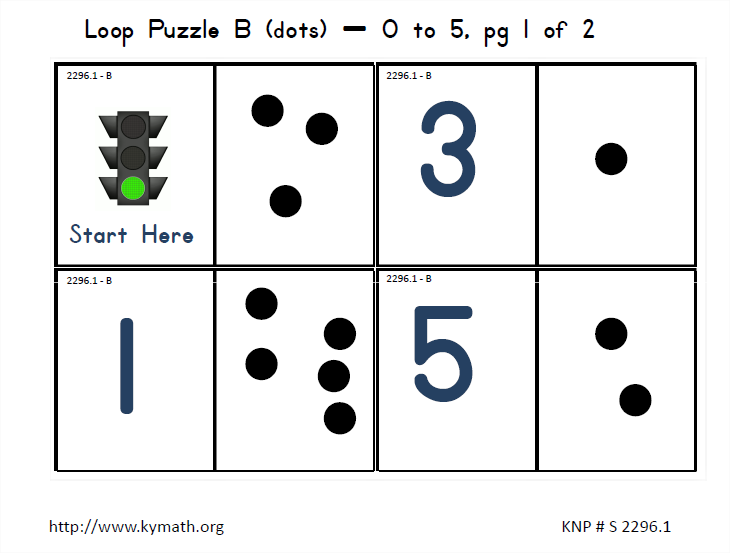 Loop Puzzle B (dots) — 0 to 5, pg 1 of 2
2296.1 - B
2296.1 - B
3
Start Here
2296.1 - B
2296.1 - B
1
5
http://www.kymath.org
KNP # S 2296.1